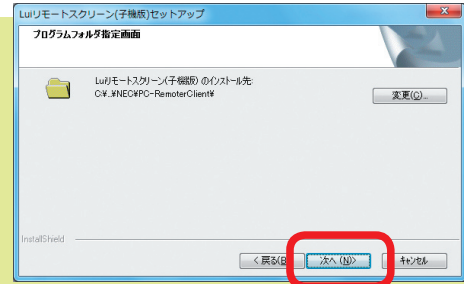 Luiリモートスクリーン(子機版)セットアップ
プログラムフォルダ指定画面
Luiリモートスクリーン(子機版) のインストール先:
C:¥...¥NEC¥PC-RemoterClient¥
変更(C)...
InstallShield
< 戻る(B
次へ (N)>
キャンセル